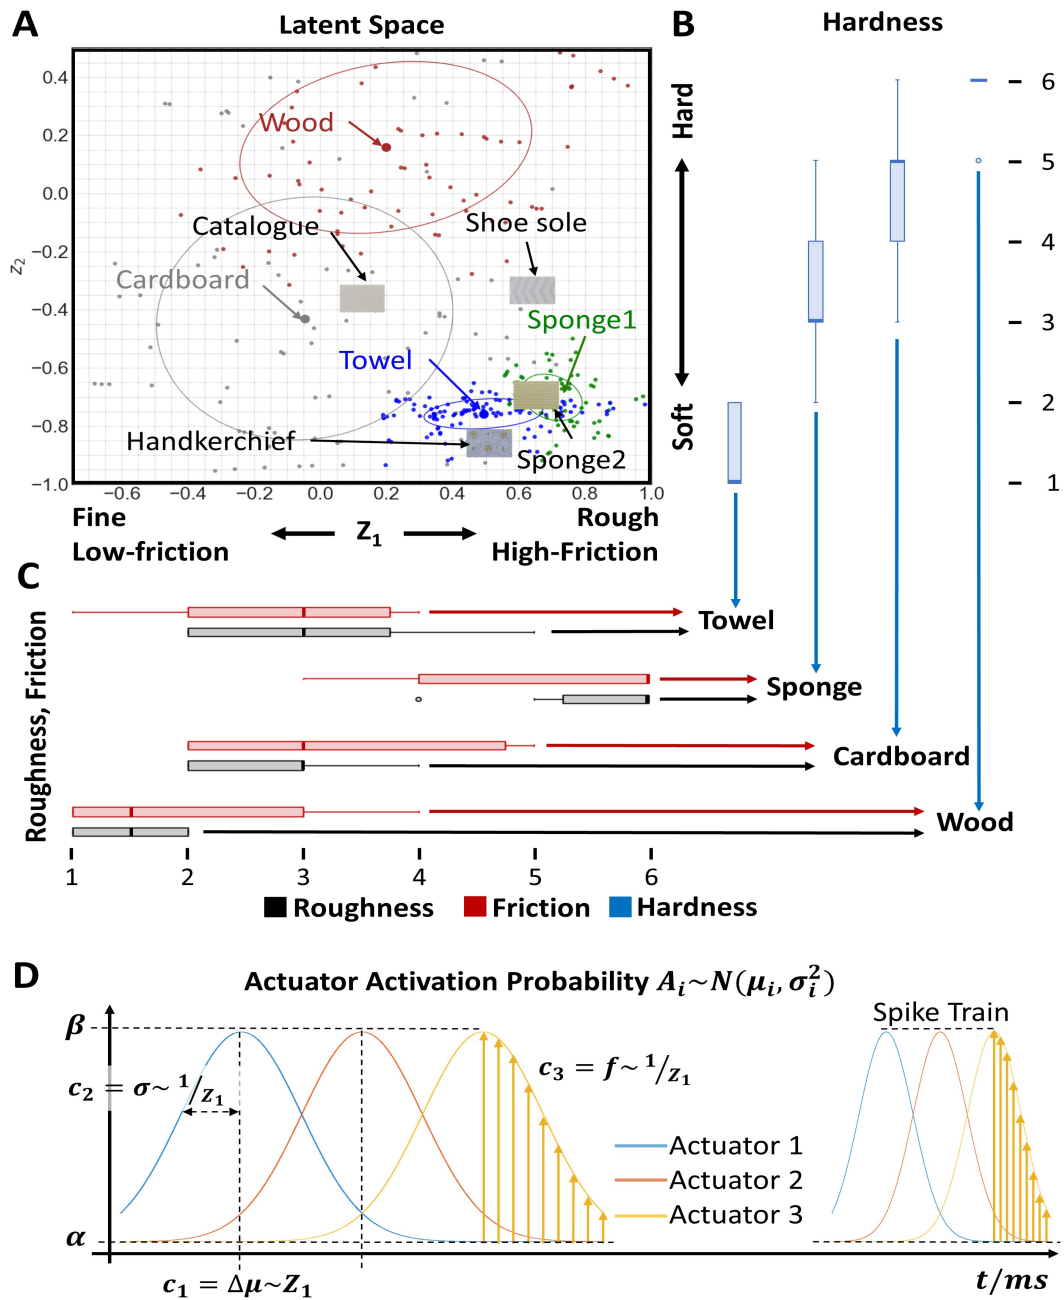 A
Latent Space
B
Hardness
0.4
0.2
0.0
−0.2
−0.4
−0.6
−0.8
−1.0
z2
Wood
Catalogue
Shoe sole
Cardboard
Sponge1
Towel
Handkerchief
Sponge2
−0.6
−0.4
−0.2
0.0
0.2
0.4
0.6
0.8
1.0
Fine
Low-friction
Z1
Rough
High-Friction
Hard
Soft
6
5
4
3
2
1
C
Roughness, Friction
Towel
Sponge
Cardboard
Wood
1 2 3 4 5 6
Roughness Friction Hardness
D
Actuator Activation Probability Ai~N(μi, σi²)
Spike Train
β
c2 = σ~ 1/Z1
c3 = f~ 1/Z1
Actuator 1
Actuator 2
Actuator 3
α
c1 = Δμ~Z1
t/ms